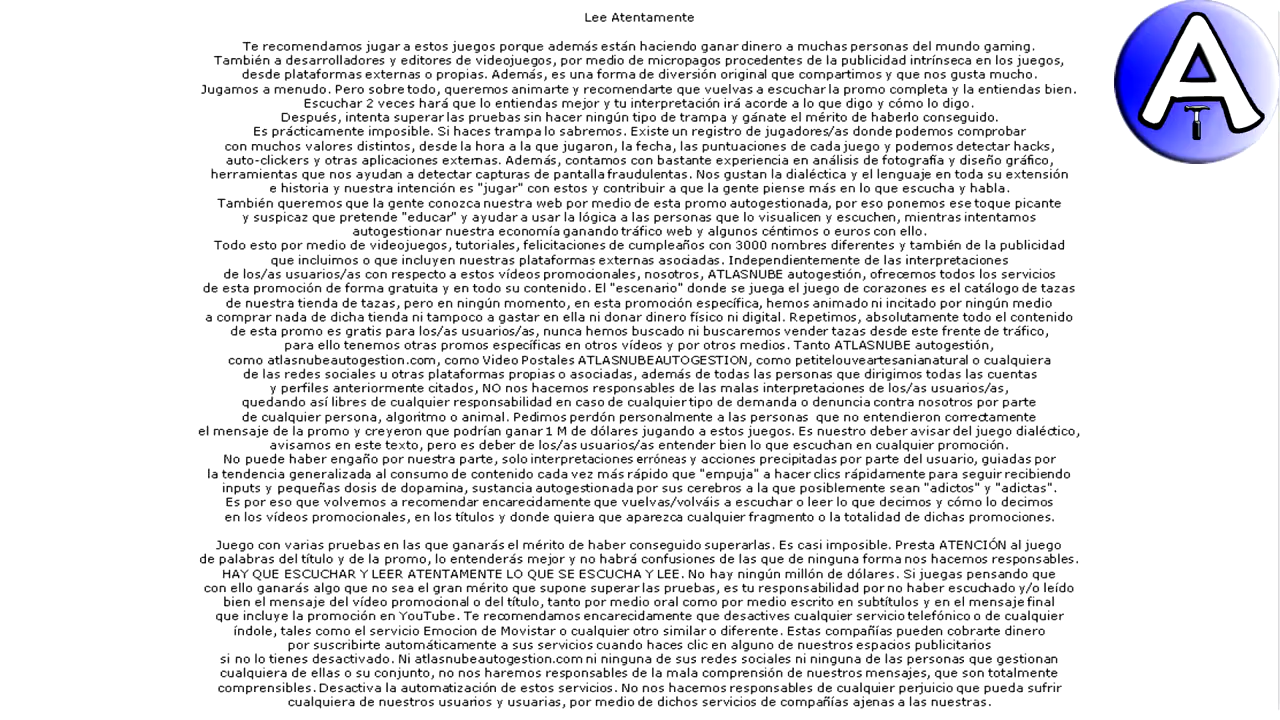 Lee Atentamente
Te recomendamos jugar a estos juegos porque además están haciendo ganar dinero a muchas personas del mundo gaming.
También a desarrolladores y editores de videojuegos, por medio de micropagos procedentes de la publicidad intrínseca en los juegos,
desde plataformas externas o propias. Además, es una forma de diversión original que compartimos y que nos gusta mucho.
Jugamos a menudo. Pero sobre todo, queremos animarte y recomendarte que vuelvas a escuchar la promo completa y la entiendas bien.
Escuchar 2 veces hará que lo entiendas mejor y tu interpretación irá acorde a lo que digo y cómo lo digo.
Después, intenta superar las pruebas sin hacer ningún tipo de trampa y gánate el mérito de haberlo conseguido.
Es prácticamente imposible. Si haces trampa lo sabremos. Existe un registro de jugadores/as donde podemos comprobar
con muchos valores distintos, desde la hora a la que jugaron, la fecha, las puntuaciones de cada juego y podemos detectar hacks,
auto-clickers y otras aplicaciones externas. Además, contamos con bastante experiencia en análisis de fotografía y diseño gráfico,
herramientas que nos ayudan a detectar capturas de pantalla fraudulentas. Nos gustan la dialéctica y el lenguaje en toda su extensión
e historia y nuestra intención es "jugar" con estos y contribuir a que la gente piense más en lo que escucha y habla.
También queremos que la gente conozca nuestra web por medio de esta promo autogestionada, por eso ponemos ese toque picante
y suspicaz que pretende "educar" y ayudar a usar la lógica a las personas que lo visualicen y escuchen, mientras intentamos
autogestionar nuestra economía ganando tráfico web y algunos céntimos o euros con ello.
Todo esto por medio de videojuegos, tutoriales, felicitaciones de cumpleaños con 3000 nombres diferentes y también de la publicidad
que incluimos o que incluyen nuestras plataformas externas asociadas. Independientemente de las interpretaciones
de los/as usuarios/as con respecto a estos vídeos promocionales, nosotros, ATLASNUBE autogestión, ofrecemos todos los servicios
de esta promoción de forma gratuita y en todo su contenido. El "escenario" donde se juega el juego de corazones es el catálogo de tazas
de nuestra tienda de tazas, pero en ningún momento, en esta promoción específica, hemos animado ni incitado por ningún medio
a comprar nada de dicha tienda ni tampoco a gastar en ella ni donar dinero físico ni digital. Repetimos, absolutamente todo el contenido
de esta promo es gratis para los/as usuarios/as, nunca hemos buscado ni buscaremos vender tazas desde este frente de tráfico,
para ello tenemos otras promos específicas en otros vídeos y por otros medios. Tanto ATLASNUBE autogestión,
como atlasnubeautogestion.com, como Video Postales ATLASNUBEAUTOGESTION, como petitelouveartesanianatural o cualquiera
de las redes sociales u otras plataformas propias o asociadas, además de todas las personas que dirigimos todas las cuentas
y perfiles anteriormente citados, NO nos hacemos responsables de las malas interpretaciones de los/as usuarios/as,
quedando así libres de cualquier responsabilidad en caso de cualquier tipo de demanda o denuncia contra nosotros por parte
de cualquier persona, algoritmo o animal. Pedimos perdón personalmente a las personas que no entendieron correctamente
el mensaje de la promo y creyeron que podrían ganar 1 M de dólares jugando a estos juegos. Es nuestro deber avisar del juego dialéctico,
avisamos en este texto, pero es deber de los/as usuarios/as entender bien lo que escuchan en cualquier promoción.
No puede haber engaño por nuestra parte, solo interpretaciones erróneas y acciones precipitadas por parte del usuario, guiadas por
la tendencia generalizada al consumo de contenido cada vez más rápido que "empuja" a hacer clics rápidamente para seguir recibiendo
inputs y pequeñas dosis de dopamina, sustancia autogestionada por sus cerebros a la que posiblemente sean "adictos" y "adictas".
Es por eso que volvemos a recomendar encarecidamente que vuelvas/volváis a escuchar o leer lo que decimos y cómo lo decimos
en los vídeos promocionales, en los títulos y donde quiera que aparezca cualquier fragmento o la totalidad de dichas promociones.
Juego con varias pruebas en las que ganarás el mérito de haber conseguido superarlas. Es casi imposible. Presta ATENCIÓN al juego
de palabras del título y de la promo, lo entenderás mejor y no habrá confusiones de las que de ninguna forma nos hacemos responsables.
HAY QUE ESCUCHAR Y LEER ATENTAMENTE LO QUE SE ESCUCHA Y LEE. No hay ningún millón de dólares. Si juegas pensando que
con ello ganarás algo que no sea el gran mérito que supone superar las pruebas, es tu responsabilidad por no haber escuchado y/o leído
bien el mensaje del vídeo promocional o del título, tanto por medio oral como por medio escrito en subtítulos y en el mensaje final
que incluye la promoción en YouTube. Te recomendamos encarecidamente que desactives cualquier servicio telefónico o de cualquier
índole, tales como el servicio Emocion de Movistar o cualquier otro similar o diferente. Estas compañías pueden cobrarte dinero
por suscribirte automáticamente a sus servicios cuando haces clic en alguno de nuestros espacios publicitarios
si no lo tienes desactivado. Ni atlasnubeautogestion.com ni ninguna de sus redes sociales ni ninguna de las personas que gestionan
cualquiera de ellas o su conjunto, no nos haremos responsables de la mala comprensión de nuestros mensajes, que son totalmente
comprensibles. Desactiva la automatización de estos servicios. No nos hacemos responsables de cualquier perjuicio que pueda sufrir
cualquiera de nuestros usuarios y usuarias, por medio de dichos servicios de compañías ajenas a las nuestras.